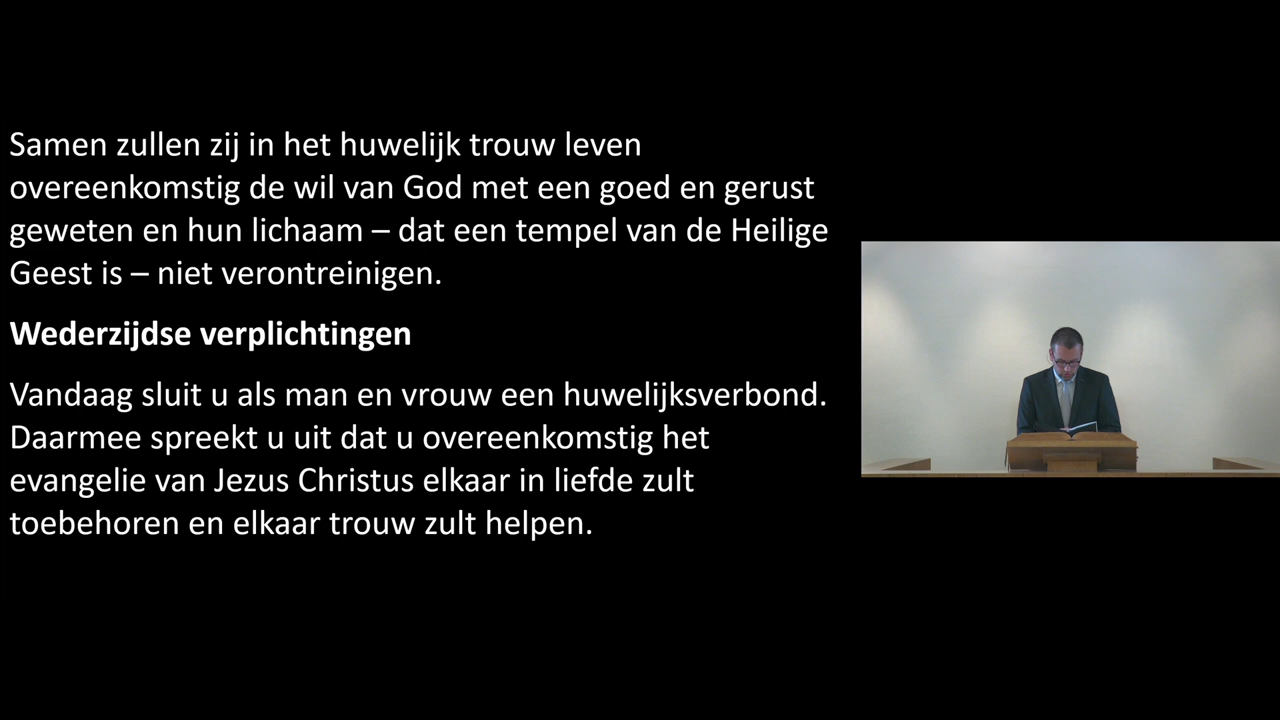 Samen zullen zij in het huwelijk trouw leven
overeenkomstig de wil van God met een goed en gerust
geweten en hun lichaam – dat een tempel van de Heilige
Geest is – niet verontreinigen.
Wederzijdse verplichtingen
Vandaag sluit u als man en vrouw een huwelijksverbond.
Daarmee spreekt u uit dat u overeenkomstig het
evangelie van Jezus Christus elkaar in liefde zult
toebehoren en elkaar trouw zult helpen.